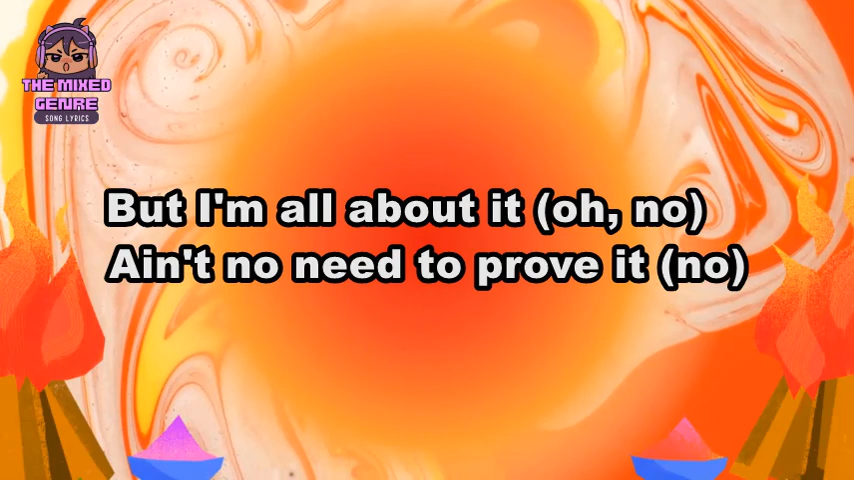 THE MIXED
GENRE
SONG LYRICS
But I'm all about it (oh, no)
Ain't no need to prove it (no)